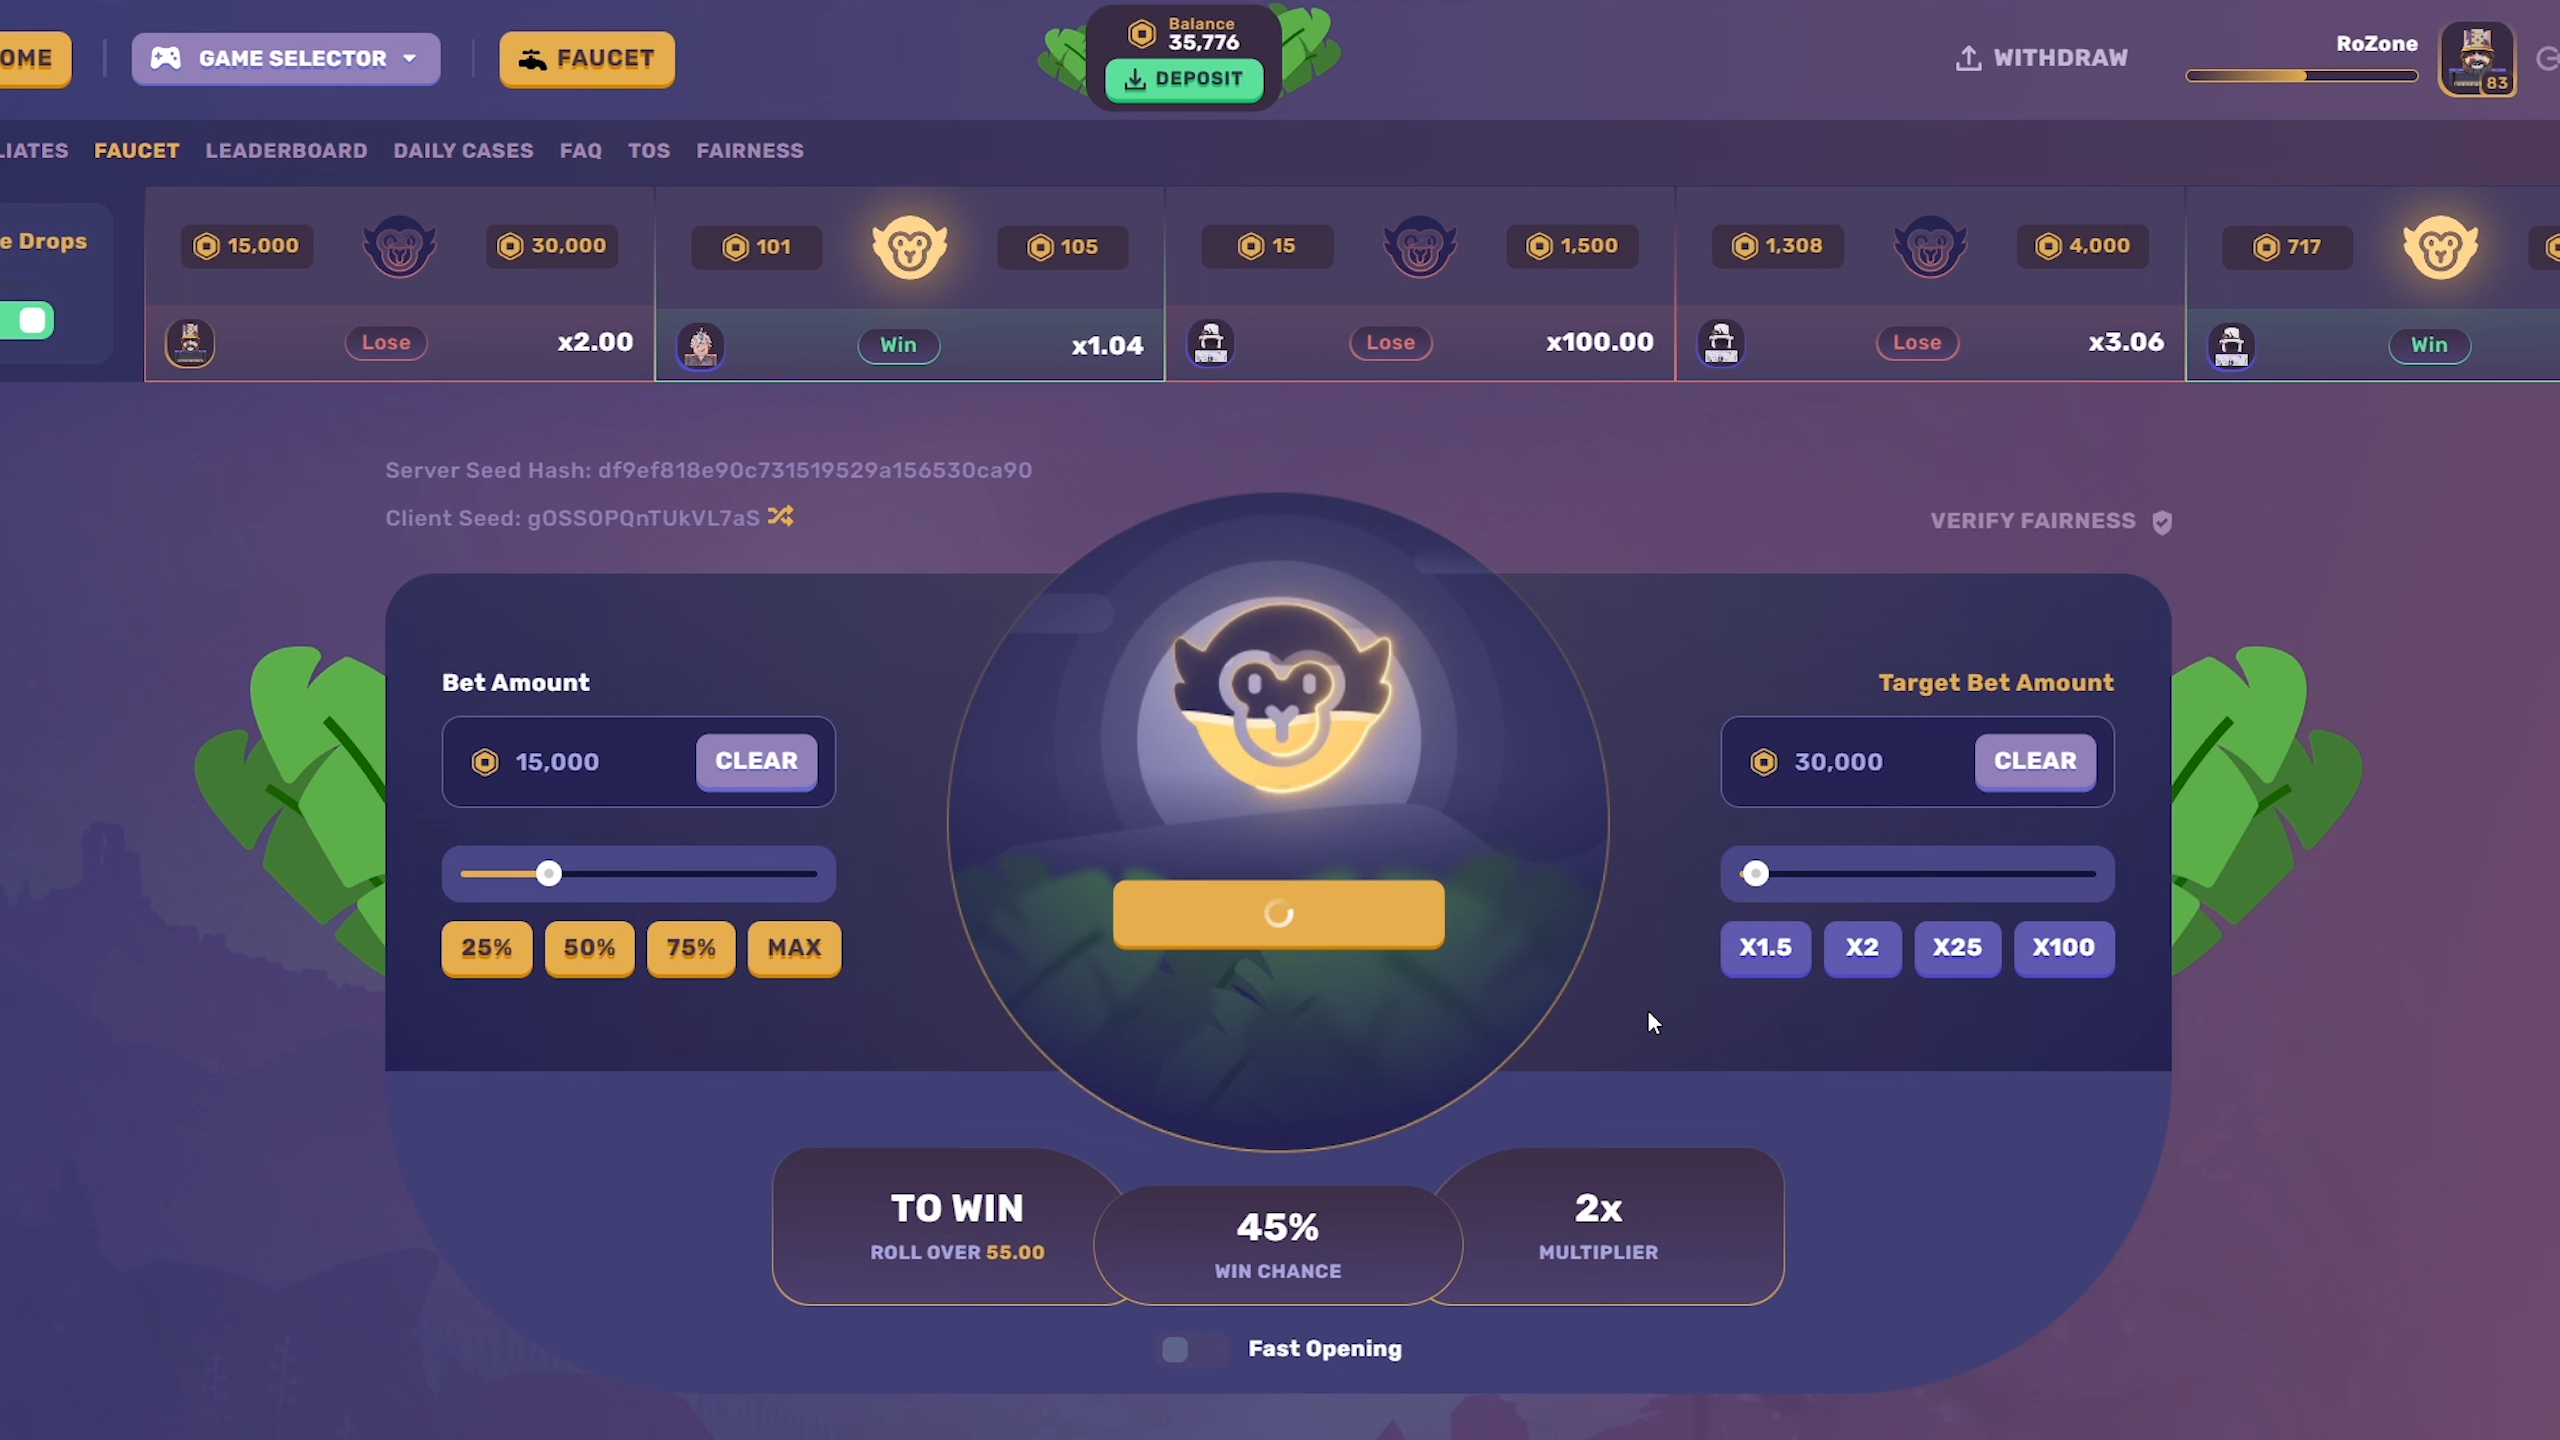 OME
GAME SELECTOR
FAUCET
Balance
35,776
DEPOSIT
WITHDRAW
RoZone
83
LIATES
FAUCET
LEADERBOARD
DAILY CASES
FAQ
TOS
FAIRNESS
e Drops
15,000
30,000
Lose
x2.00
101
105
Win
x1.04
15
1,500
Lose
x100.00
1,308
4,000
Lose
x3.06
717
Win
Server Seed Hash: df9ef818e90c731519529a156530ca90
Client Seed: gOSSOPQnTUkVL7aS
VERIFY FAIRNESS
Bet Amount
15,000
CLEAR
25%
50%
75%
MAX
Target Bet Amount
30,000
CLEAR
X1.5
X2
X25
X100
TO WIN
ROLL OVER 55.00
45%
WIN CHANCE
2x
MULTIPLIER
Fast Opening